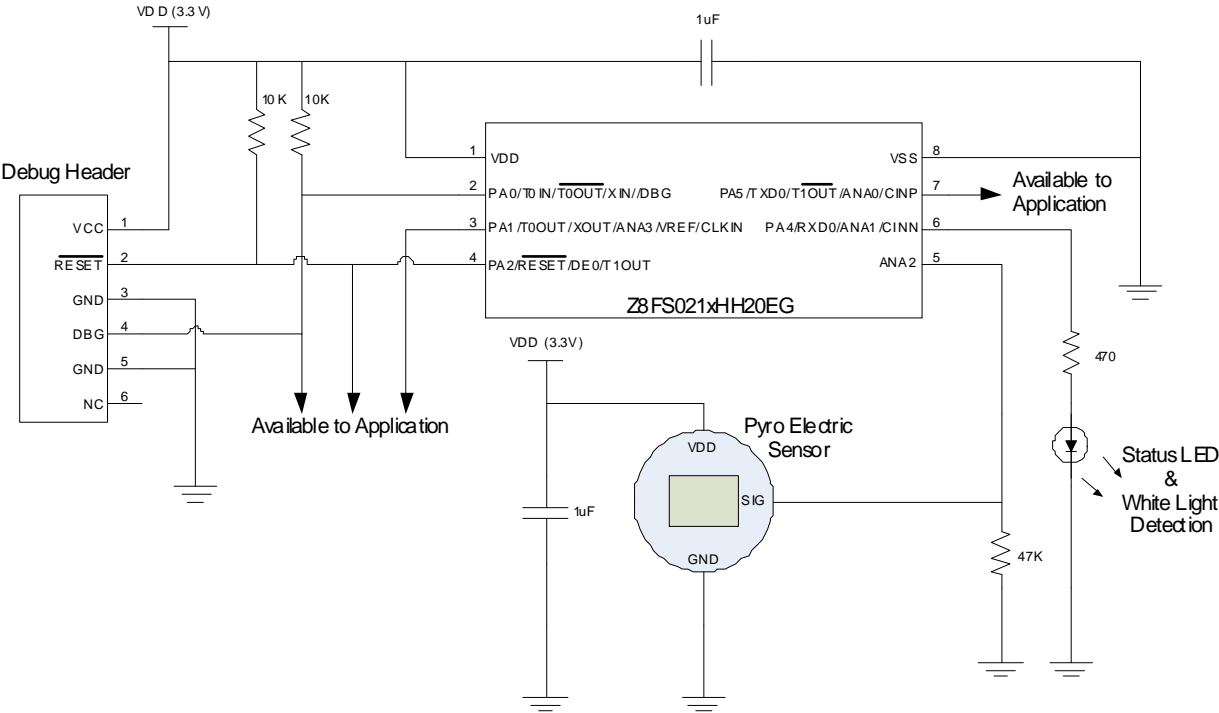 VDD (3.3V)
1uF
10K
10K
Debug Header
VCC
1
RESET
2
GND
3
DBG
4
GND
5
NC
6
1
VDD
2
PA0/T0IN/T0OUT/XIN//DBG
3
PA1/T0OUT/XOUT/ANA3/VREF/CLKIN
4
PA2/RESET/DE0/T1OUT
VSS
8
PA5/TXD0/T1OUT/ANA0/CINP
7
PA4/RXD0/ANA1/CINN
6
ANA2
5
Z8FS021xHH20EG
Available to
Application
Available to Application
VDD (3.3V)
1uF
Pyro Electric
Sensor
VDD
SIG
GND
47K
470
Status LED
&
White Light
Detection